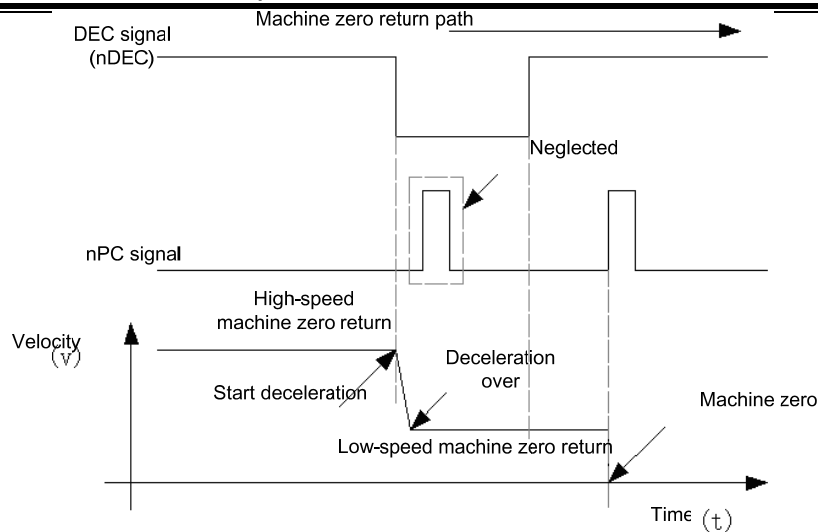 Machine zero return path
DEC signal
(nDEC)
Neglected
nPC signal
High-speed
machine zero return
Velocity
(v)
Deceleration
over
Start deceleration
Machine zero
Low-speed machine zero return
Time (t)